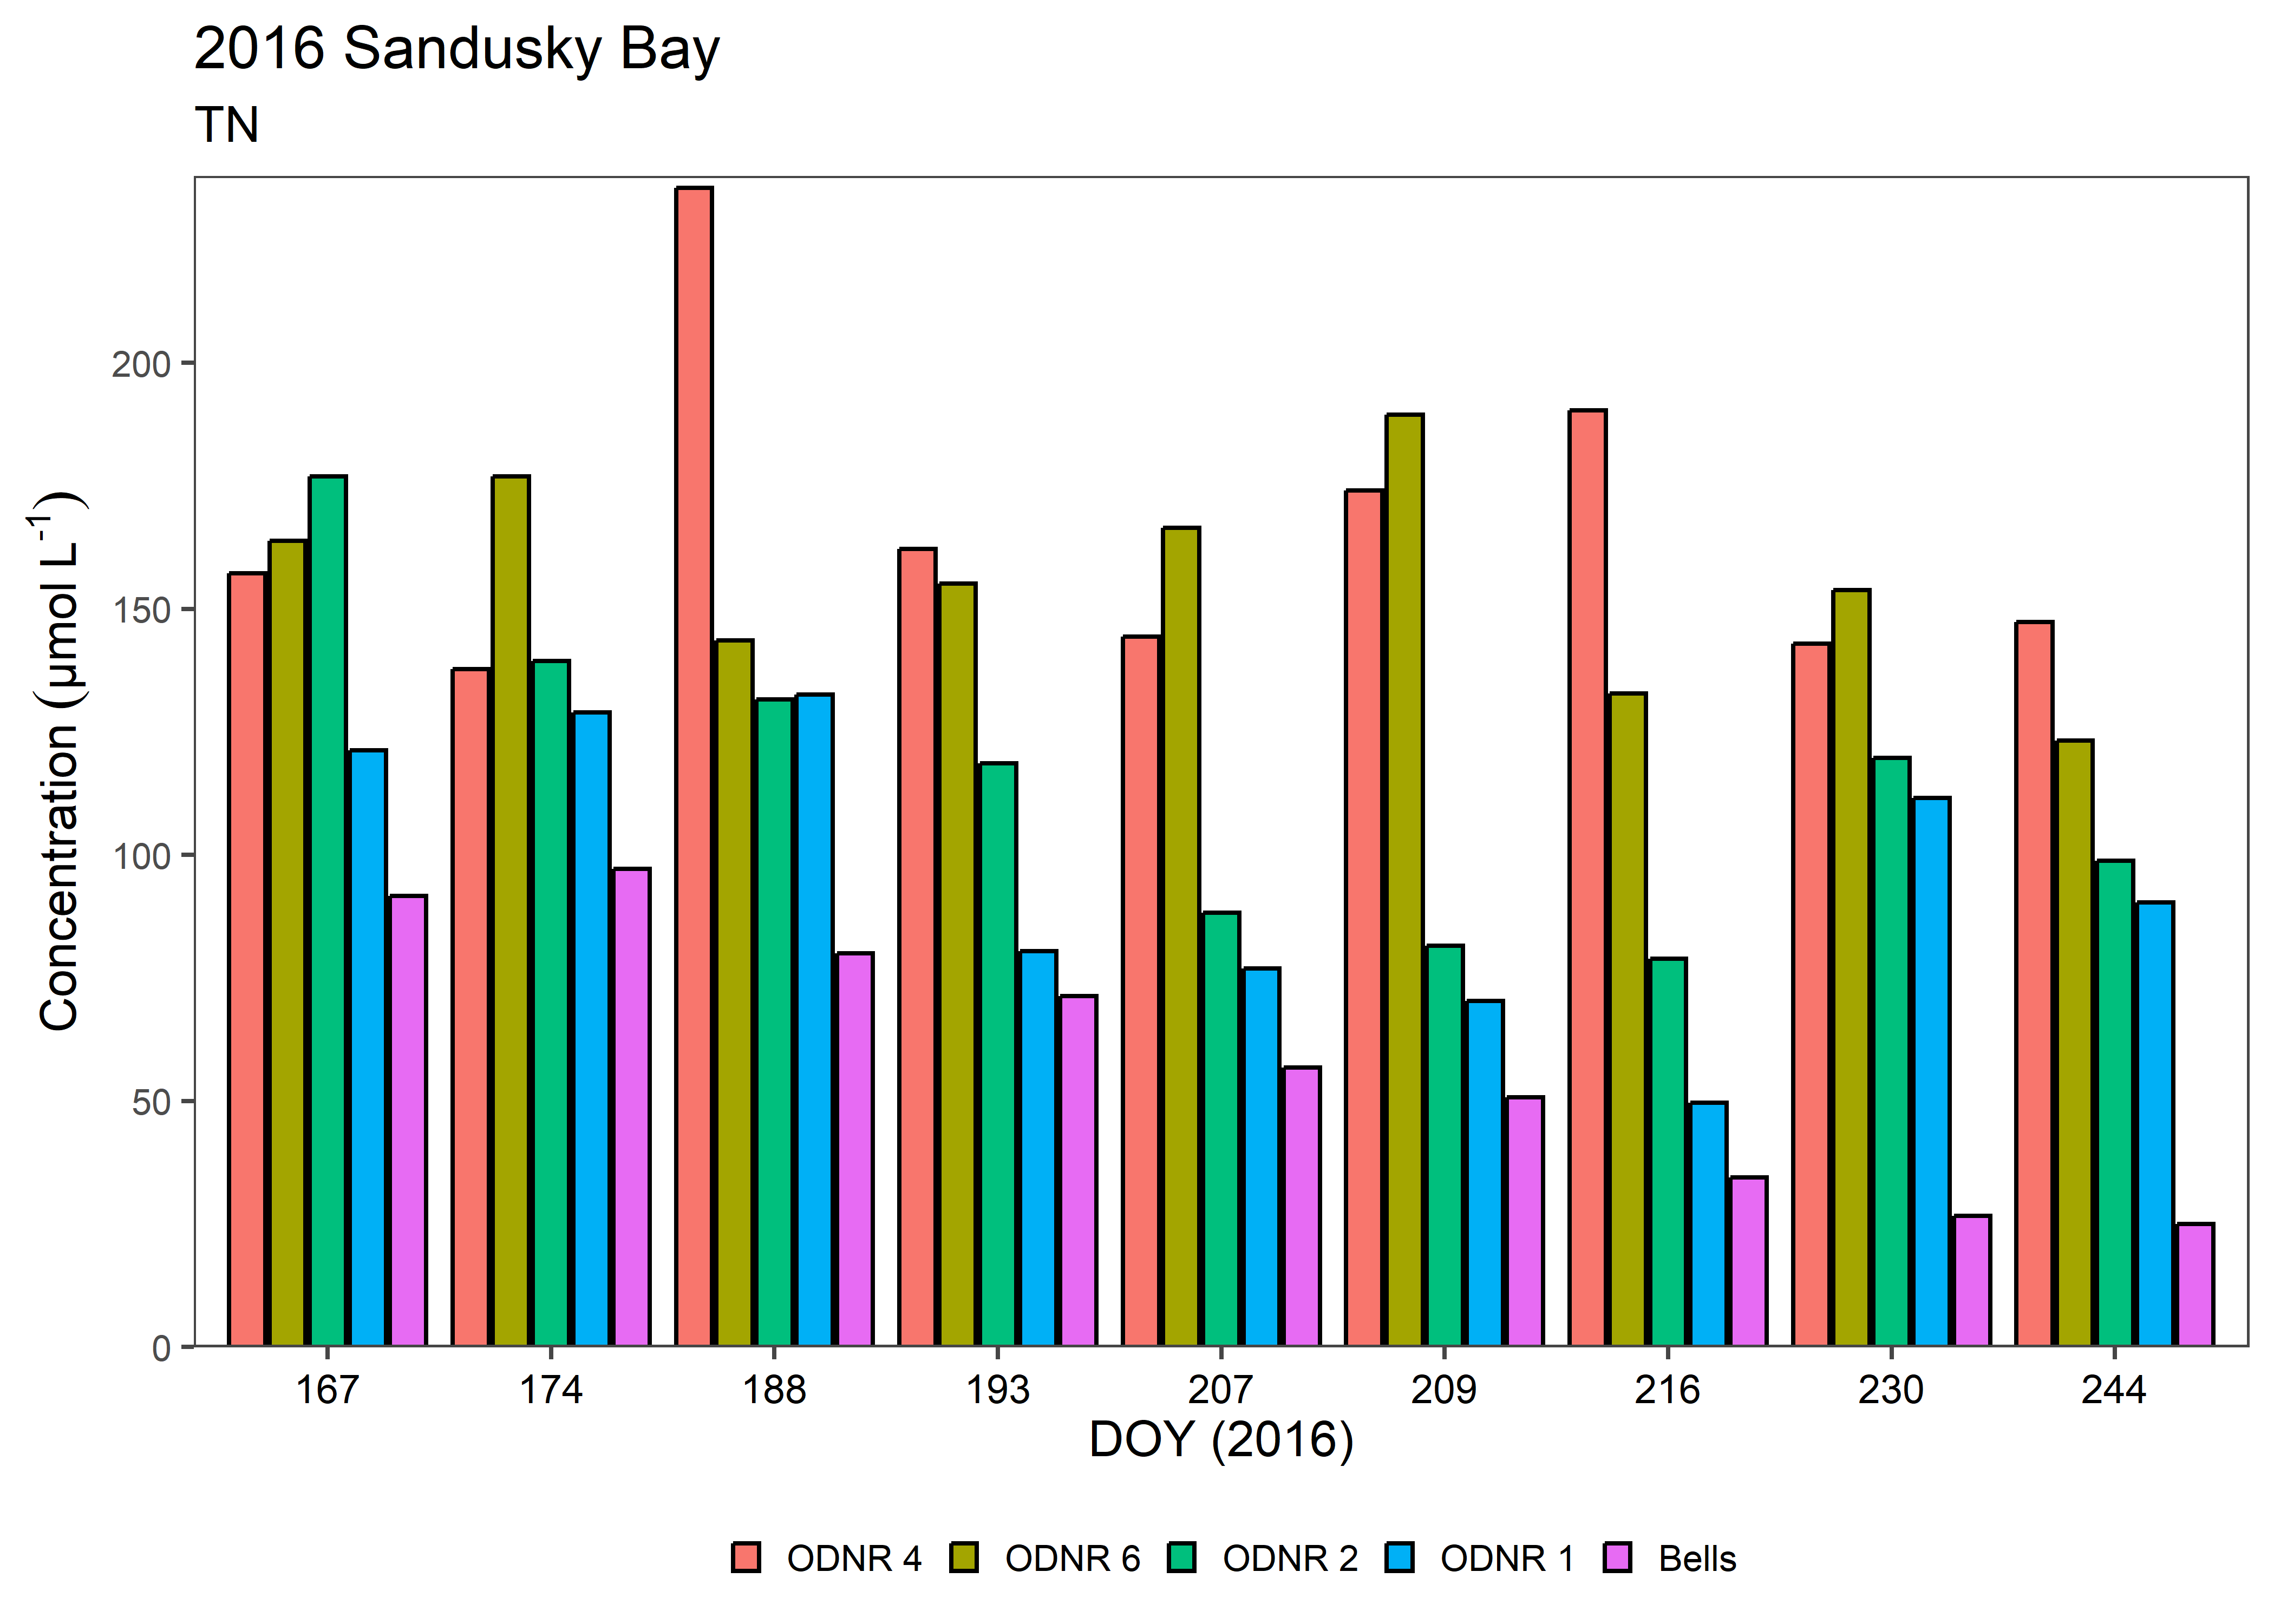 2016 Sandusky Bay
TN
Concentration (µmol L⁻¹)
200
150
100
50
0
167 174 188 193 207 209 216 230 244
DOY (2016)
ODNR 4 ODNR 6 ODNR 2 ODNR 1 Bells